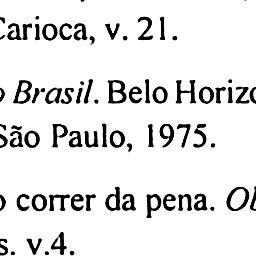 Carioca, v. 21.
Brasil. Belo Horizo
São Paulo, 1975.
o correr da pena. Ob
s. v.4.